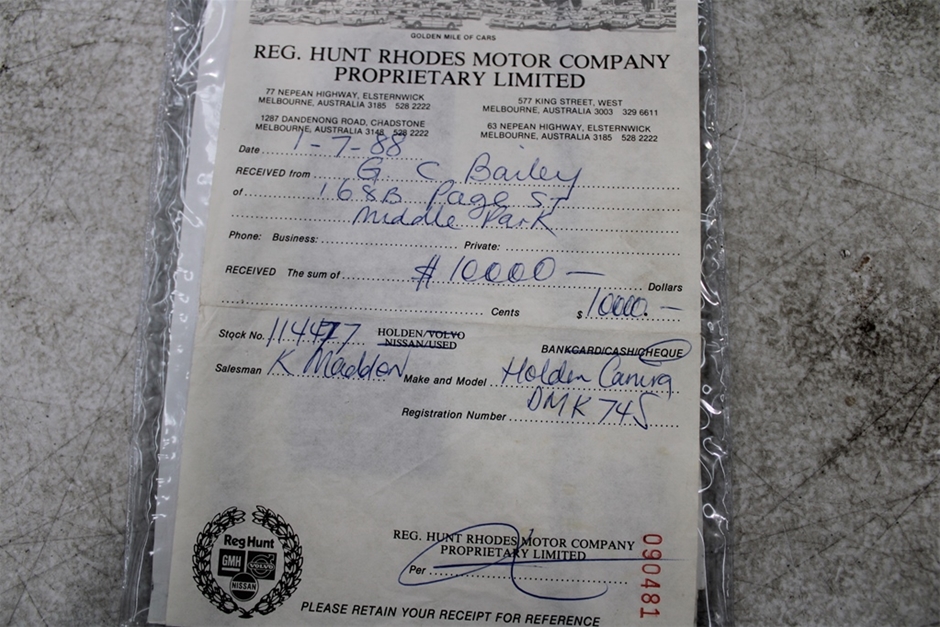 GOLDEN MILE OF CARS
REG. HUNT RHODES MOTOR COMPANY
PROPRIETARY LIMITED
77 NEPEAN HIGHWAY, ELSTERNWICK
MELBOURNE, AUSTRALIA 3185 528 2222
577 KING STREET, WEST
MELBOURNE, AUSTRALIA 3003 329 6611
1287 DANDENONG ROAD, CHADSTONE
MELBOURNE, AUSTRALIA 3148 528 2222
63 NEPEAN HIGHWAY, ELSTERNWICK
MELBOURNE, AUSTRALIA 3185 528 2222
Date 1-7-88
RECEIVED from G C Bailey
of 168B Page St
Middle Park
Phone: Business: Private:
RECEIVED The sum of $10000 — Dollars
Cents $ 10000. —
Stock No. 114477 HOLDEN/VOLVO
NISSAN/USED
BANKCARD/CASH/CHEQUE
Salesman K Madden Make and Model Holden Camira
Registration Number DMK 745
Reg Hunt
GMH
VOLVO
NISSAN
REG. HUNT RHODES MOTOR COMPANY
PROPRIETARY LIMITED
Per
090481
PLEASE RETAIN YOUR RECEIPT FOR REFERENCE